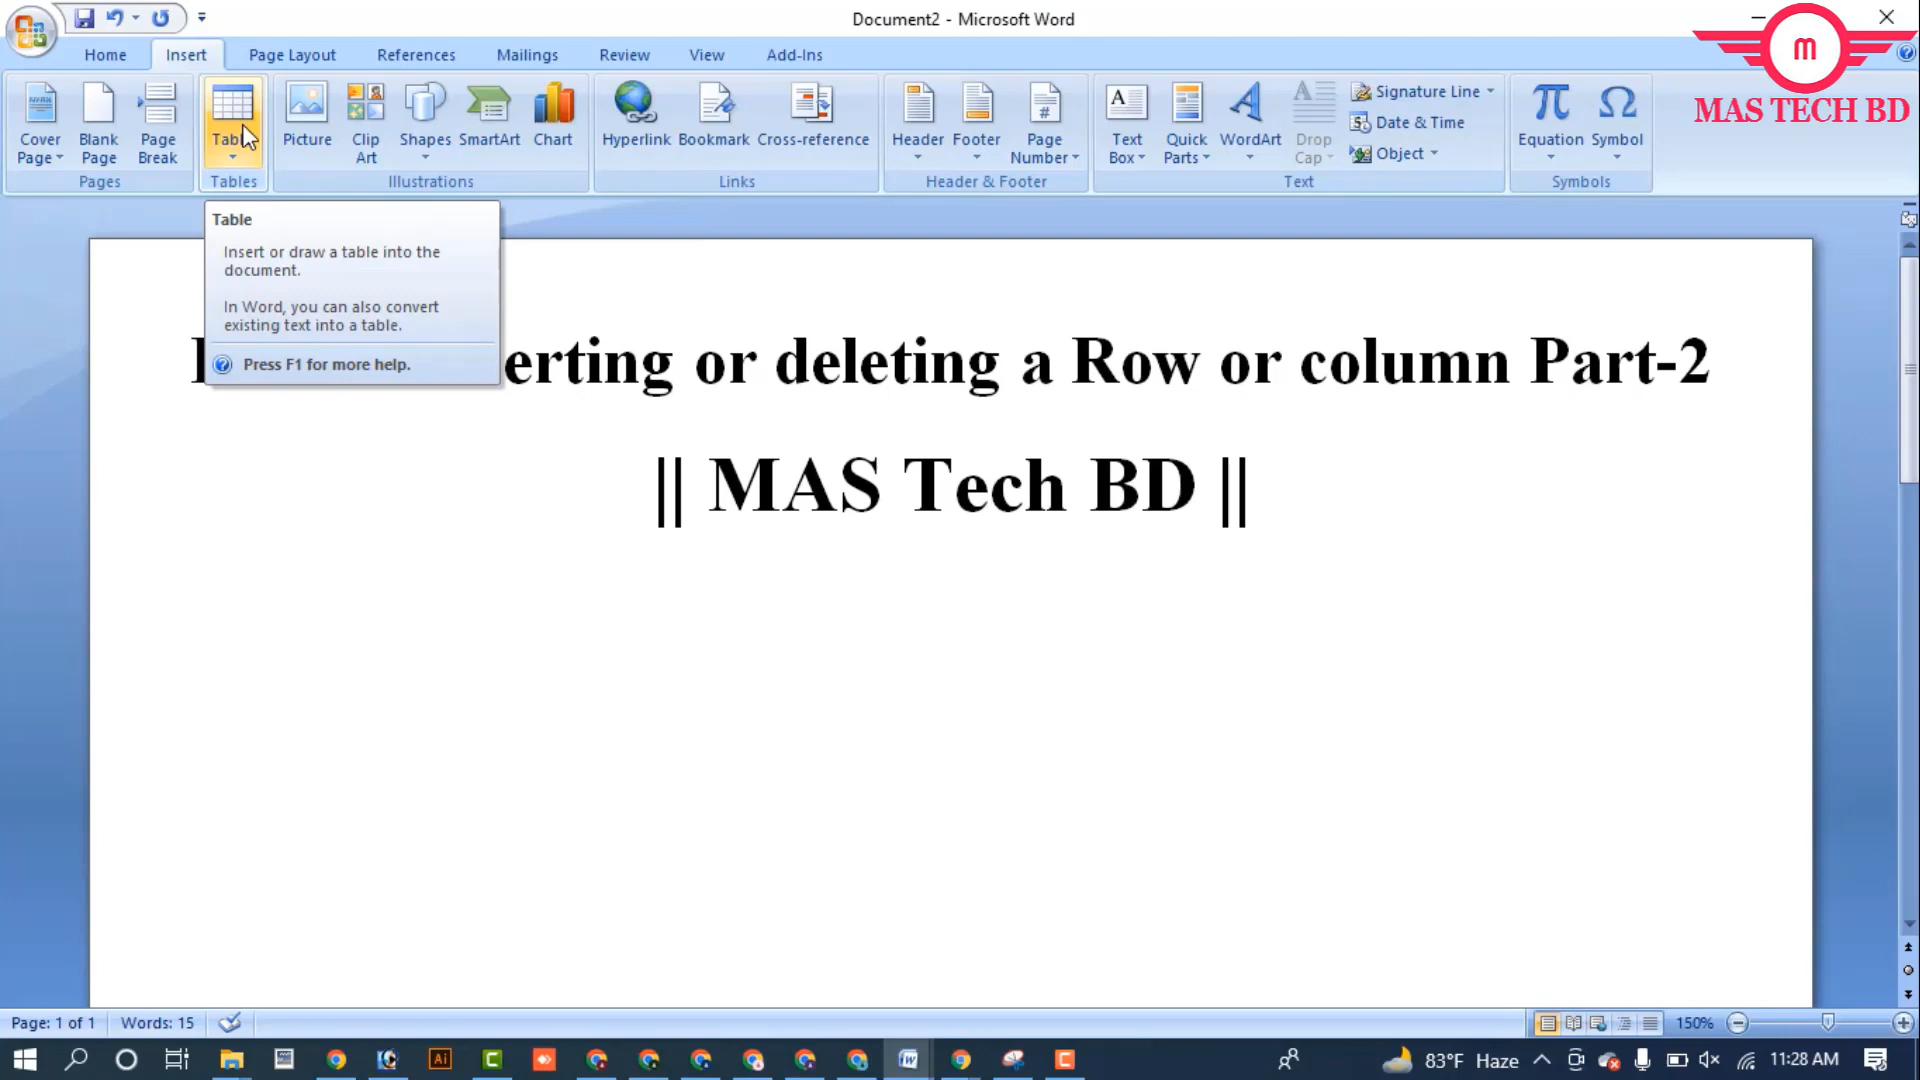 Document2 - Microsoft Word
Home Insert Page Layout References Mailings Review View Add-Ins
m
MAS TECH BD
Cover Page
Blank Page
Page Break
Table
Picture
Clip Art
Shapes
SmartArt
Chart
Hyperlink
Bookmark
Cross-reference
Header
Footer
Page Number
Text Box
Quick Parts
WordArt
Drop Cap
Signature Line
Date & Time
Object
Equation
Symbol
Pages Tables Illustrations Links Header & Footer Text Symbols
Table
Insert or draw a table into the
document.
In Word, you can also convert
existing text into a table.
Press F1 for more help.
erting or deleting a Row or column Part-2
|| MAS Tech BD ||
Page: 1 of 1 Words: 15 150%
Ai C 83°F Haze 11:28 AM